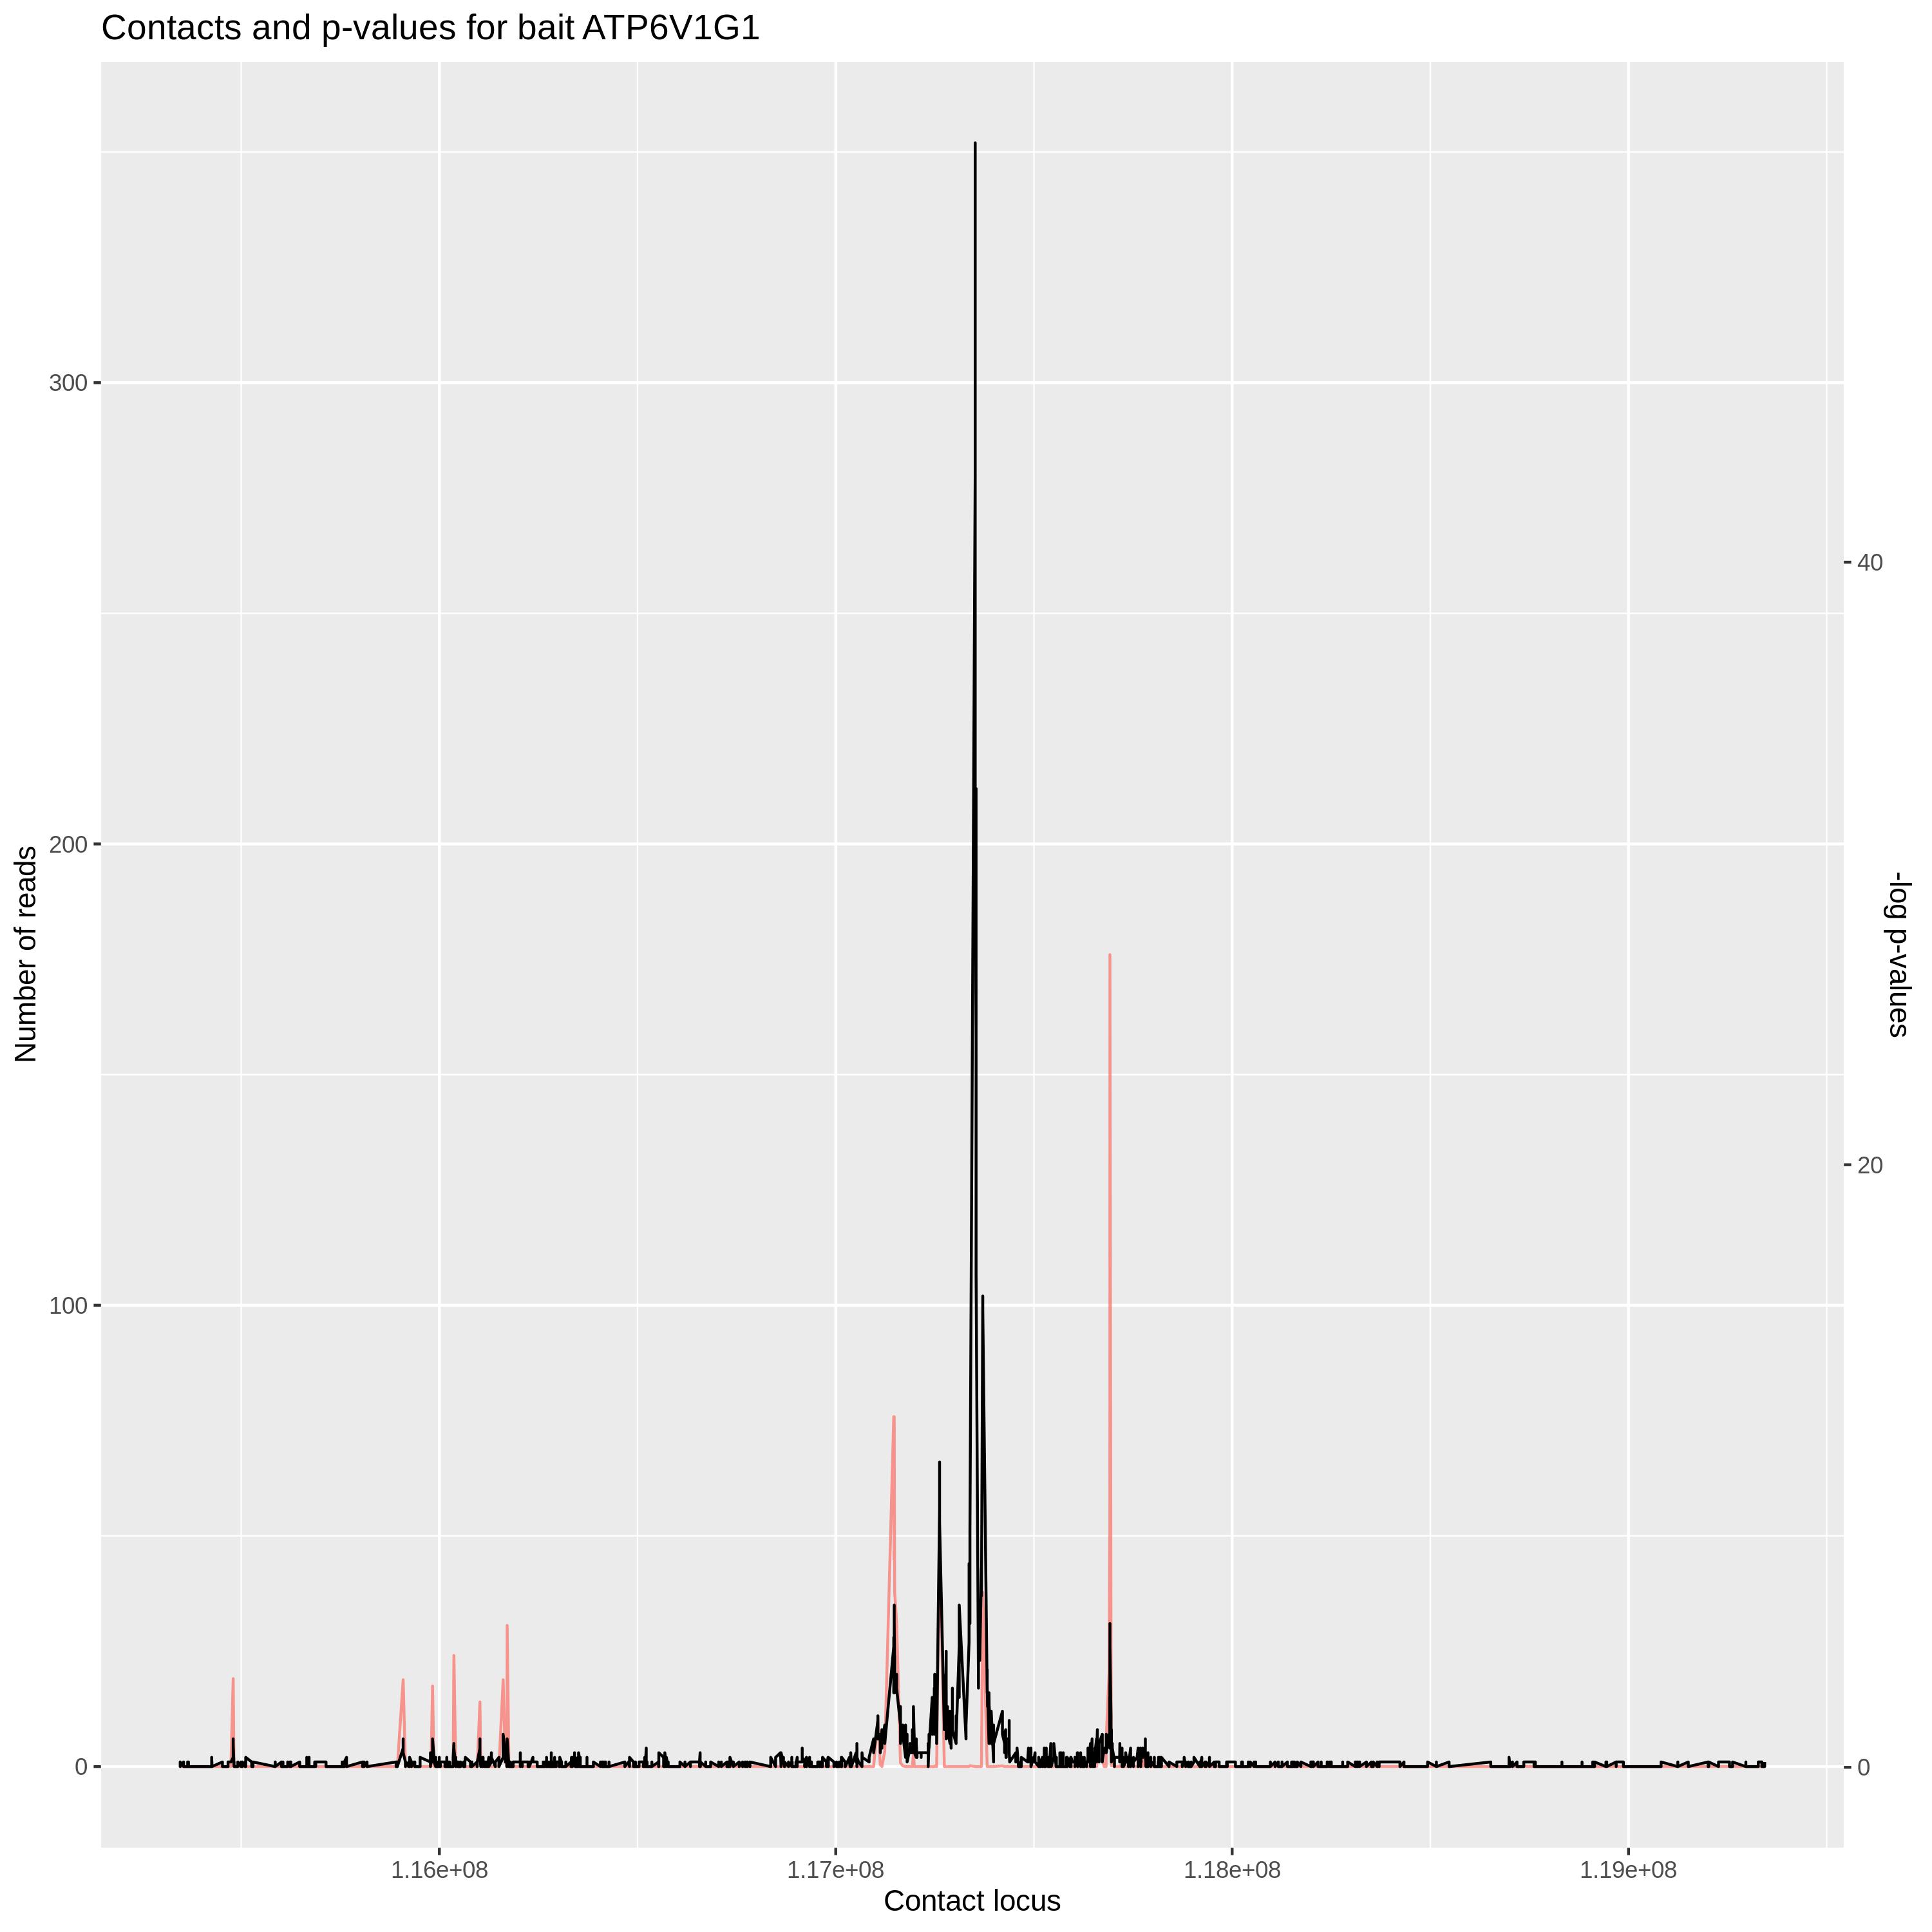 Contacts and p-values for bait ATP6V1G1
Number of reads
300
200
100
0
40
20
0
-log p-values
1.16e+08
1.17e+08
1.18e+08
1.19e+08
Contact locus